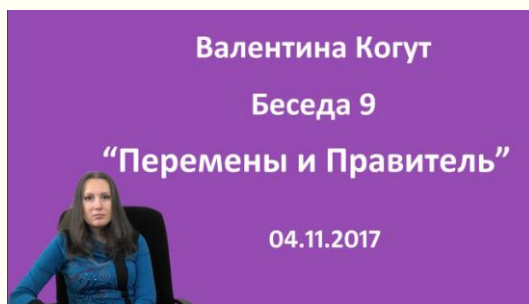 Валентина Когут
Беседа 9
“Перемены и Правитель”
04.11.2017